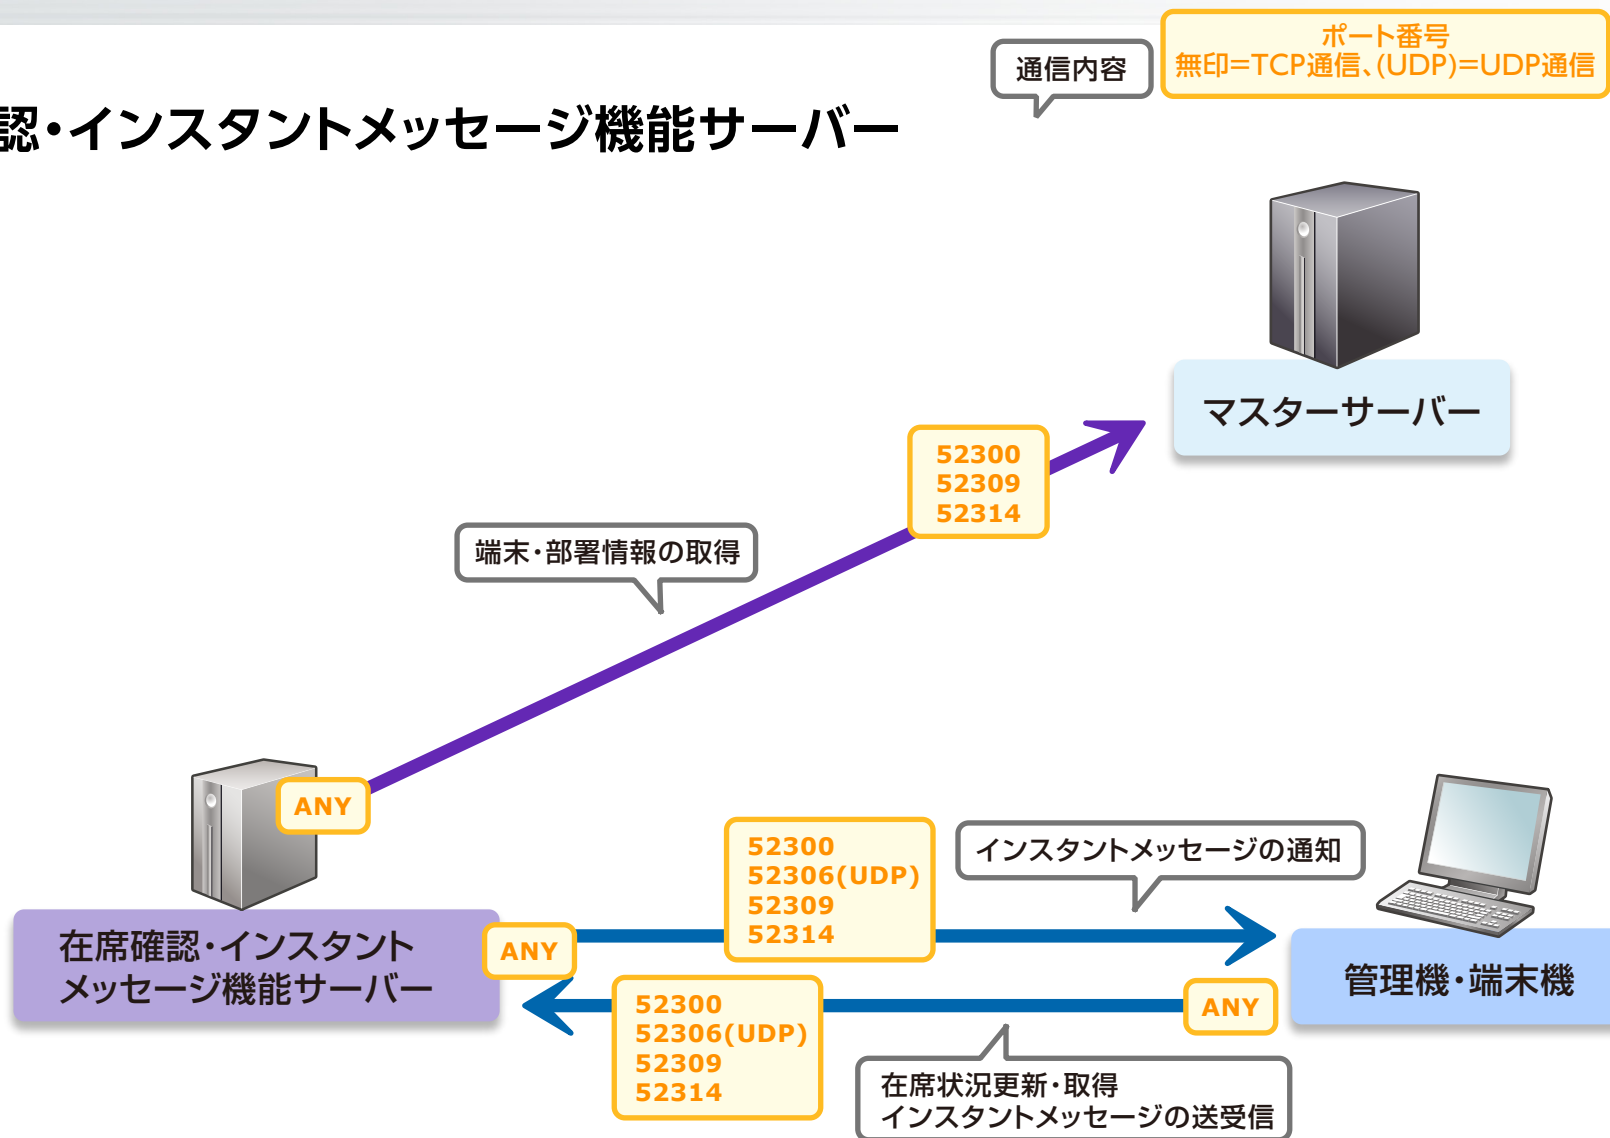 通信内容
ポート番号
無印=TCP通信、(UDP)=UDP通信
認・インスタントメッセージ機能サーバー
マスターサーバー
52300
52309
52314
端末・部署情報の取得
ANY
52300
52306(UDP)
52309
52314
インスタントメッセージの通知
在席確認・インスタント
メッセージ機能サーバー
ANY
管理機・端末機
52300
52306(UDP)
52309
52314
ANY
在席状況更新・取得
インスタントメッセージの送受信